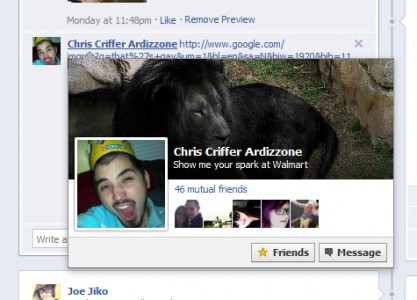 Monday at 11:48pm · Like · Remove Preview
Chris Criffer Ardizzone http://www.google.com/
Chris Criffer Ardizzone
Show me your spark at Walmart
46 mutual friends
Write a
Friends Message
Joe Jiko